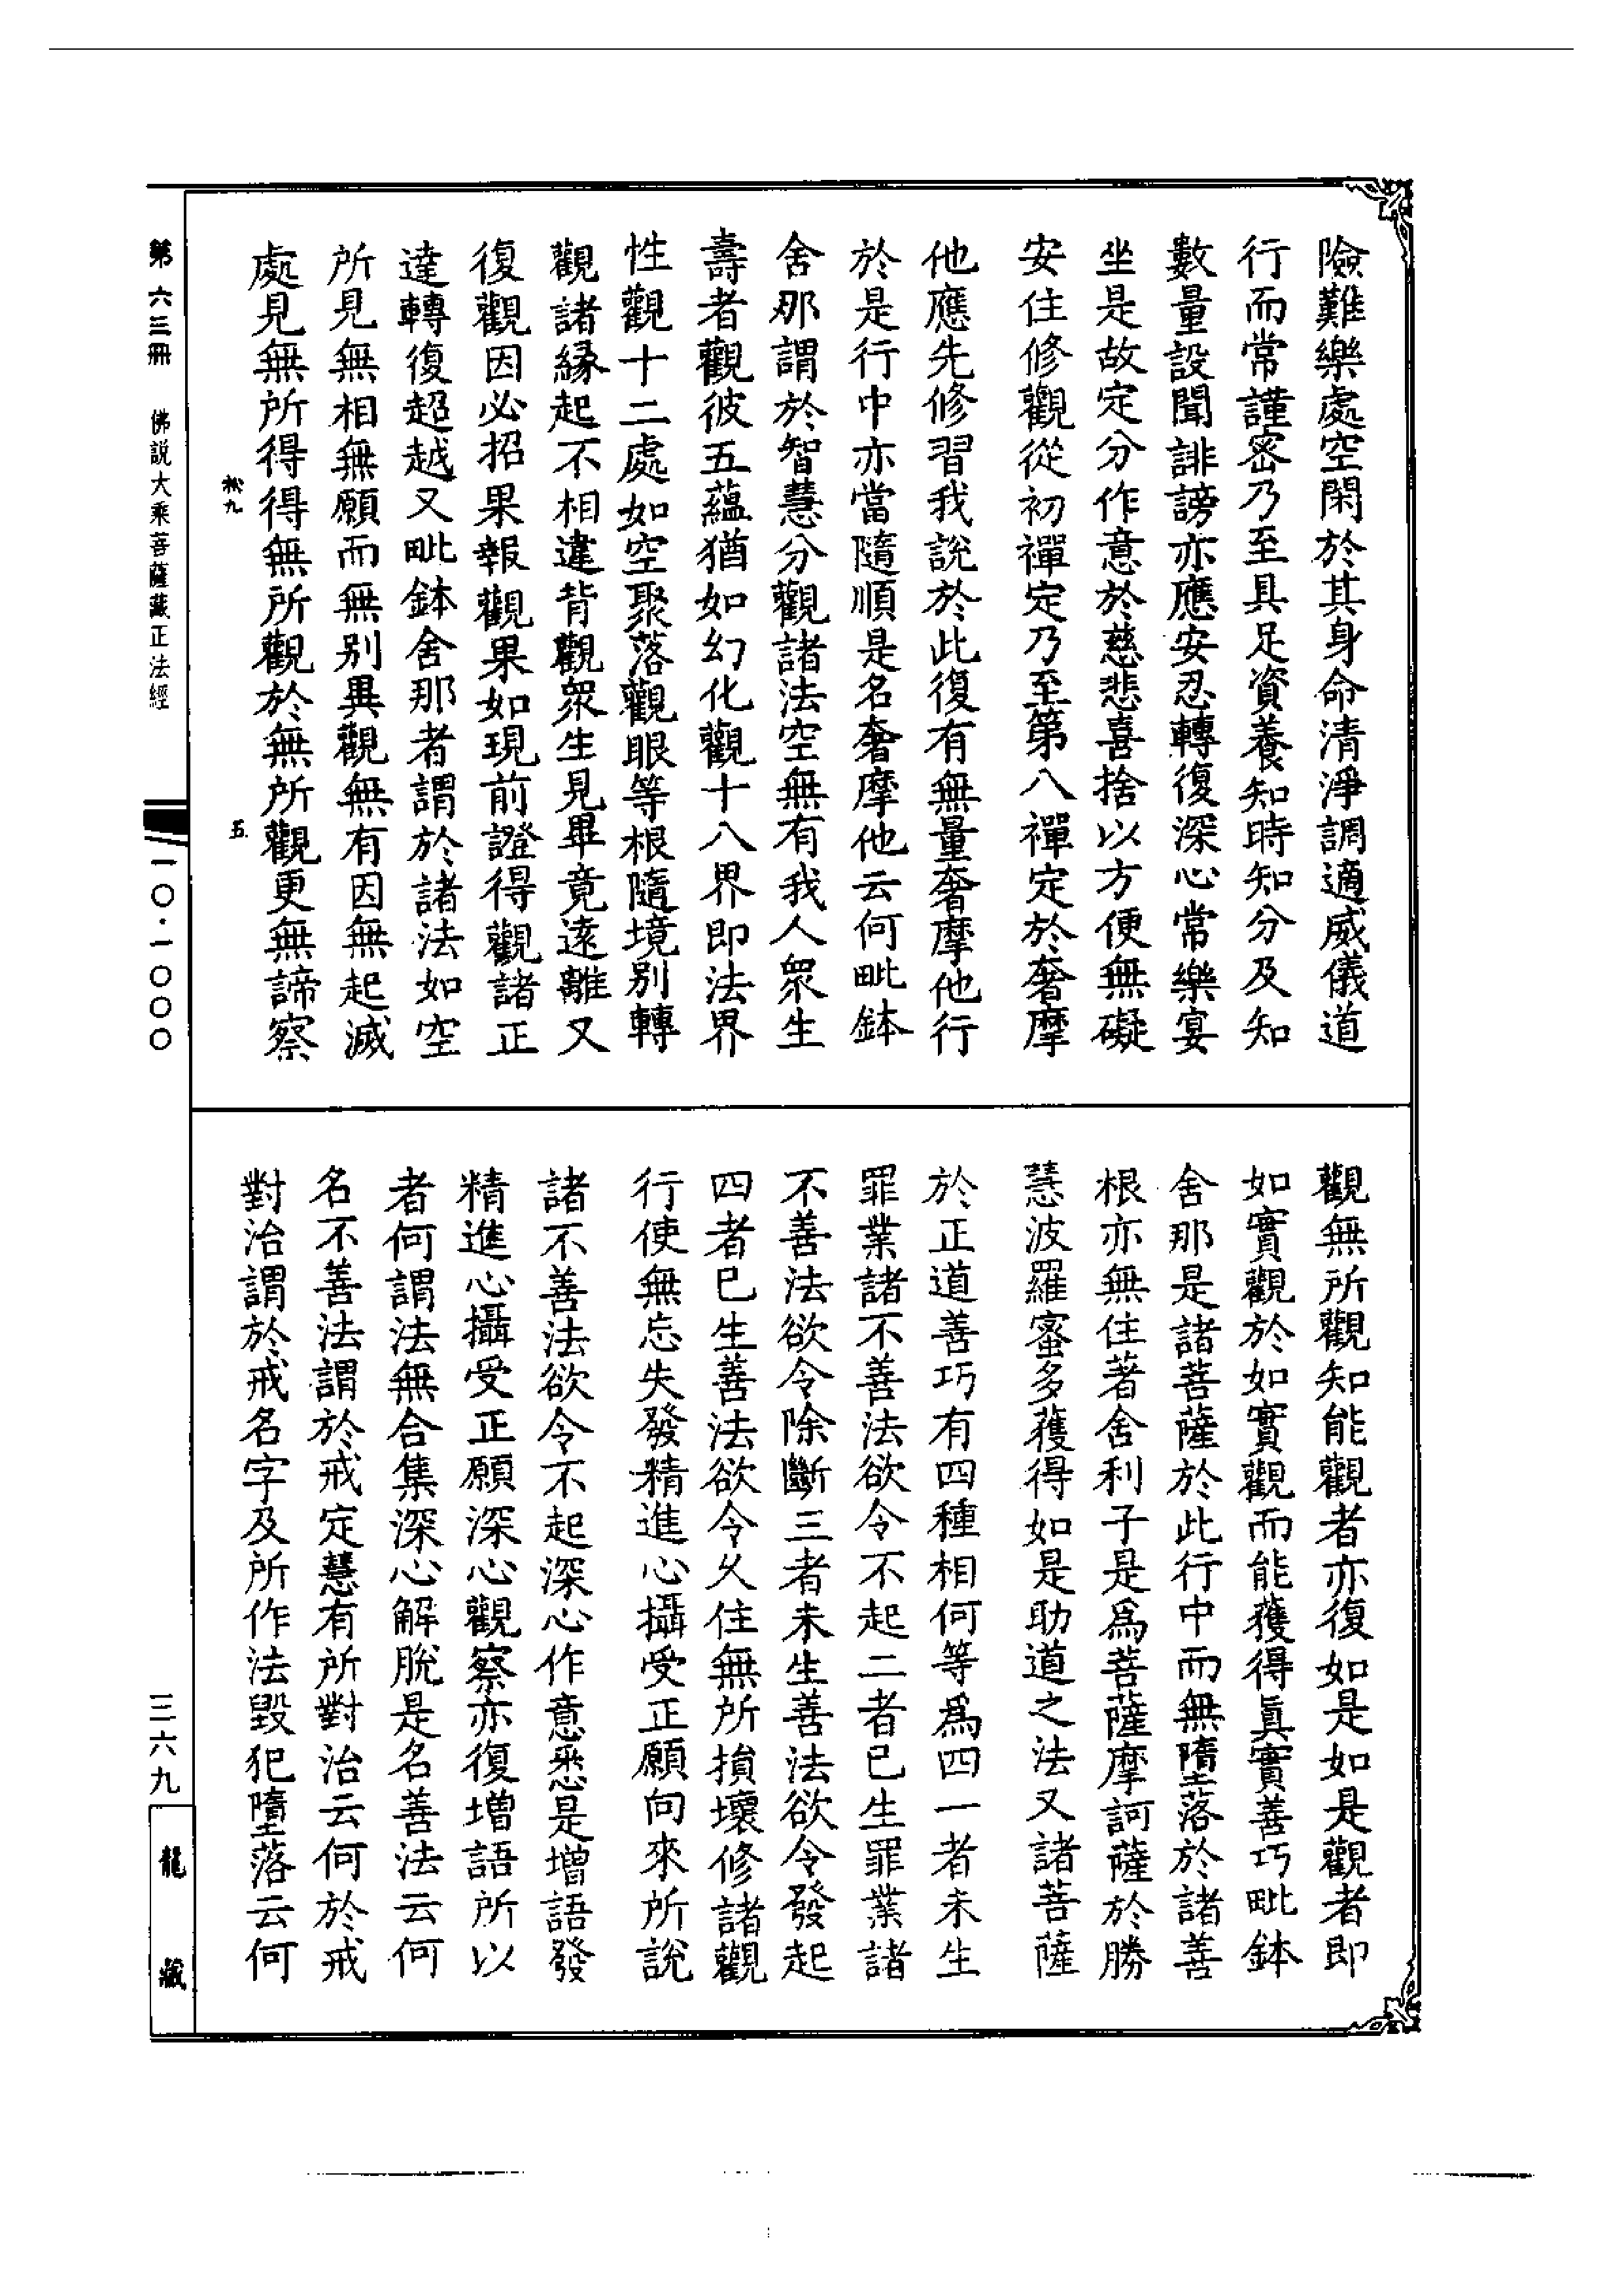 險難樂處空閑於其身命清淨調適威儀道
行而常謹密乃至具足資養知時知分及知
數量設聞誹謗亦應安忍轉復深心常樂宴
坐是故定分作意於慈悲喜捨以方便無礙
安住修觀從初禪定乃至第八禪定於奢摩
他應先修習我説於此復有無量奢摩他行
於是行中亦當隨順是名奢摩他云何毗鉢
舍那謂於智慧分觀諸法空無有我人衆生
壽者觀彼五蘊猶如幻化觀十八界即法界
性觀十二處如空聚落觀眼等根隨境別轉
觀諸縁起不相違背觀衆生見畢竟遠離又
復觀因必招果報觀果如現前證得觀諸正
達轉復超越又毗鉢舍那者謂於諸法如空
所見無相無願而無别異觀無有因無起滅
處見無所得得無所觀於無所觀更無諦察
觀無所觀知能觀者亦復如是如是觀者即
如實觀於如實觀而能獲得真實善巧毗鉢
舍那是諸菩薩於此行中而無墮落於諸善
根亦無住著舍利子是爲菩薩摩訶薩於勝
慧波羅蜜多獲得如是助道之法又諸菩薩
於正道善巧有四種相何等爲四一者未生
罪業諸不善法欲令不起二者已生罪業諸
不善法欲令除斷三者未生善法欲令發起
四者已生善法欲令久住無所損壞修諸觀
行使無忘失發精進心攝受正願向來所說
諸不善法欲令不起深心作意悉是增語發
精進心攝受正願深心觀察亦復增語所以
者何謂法無合集深心解脫是名善法云何
名不善法謂於戒定慧有所對治云何於戒
對治謂於戒名字及所作法毀犯墮落云何
松九
五
第六三冊 佛説大乘菩薩藏正法經
一〇·一〇〇〇
三六九
龍藏